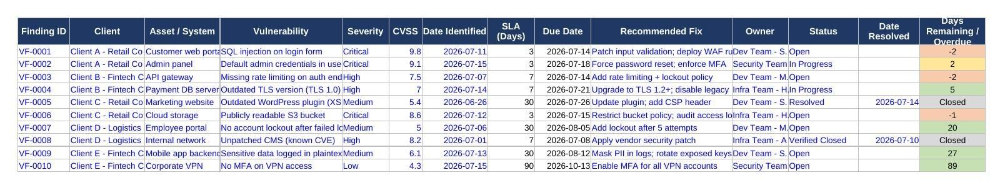 Finding ID Client Asset / System Vulnerability Severity CVSS Date Identified SLA (Days) Due Date Recommended Fix Owner Status Date Resolved Days Remaining / Overdue
VF-0001 Client A - Retail Co Customer web porta SQL injection on login form Critical 9.8 2026-07-11 3 2026-07-14 Patch input validation; deploy WAF ru Dev Team - S. Open -2
VF-0002 Client A - Retail Co Admin panel Default admin credentials in use Critical 9.1 2026-07-15 3 2026-07-18 Force password reset; enforce MFA Security Team In Progress 2
VF-0003 Client B - Fintech C API gateway Missing rate limiting on auth end High 7.5 2026-07-07 7 2026-07-14 Add rate limiting + lockout policy Dev Team - M. Open -2
VF-0004 Client B - Fintech C Payment DB server Outdated TLS version (TLS 1.0) High 7 2026-07-14 7 2026-07-21 Upgrade to TLS 1.2+; disable legacy Infra Team - H. In Progress 5
VF-0005 Client C - Retail Co Marketing website Outdated WordPress plugin (XS Medium 5.4 2026-06-26 30 2026-07-26 Update plugin; add CSP header Dev Team - S. Resolved 2026-07-14 Closed
VF-0006 Client C - Retail Co Cloud storage Publicly readable S3 bucket Critical 8.6 2026-07-12 3 2026-07-15 Restrict bucket policy; audit access lo Infra Team - H. Open -1
VF-0007 Client D - Logistics Employee portal No account lockout after failed lo Medium 5 2026-07-06 30 2026-08-05 Add lockout after 5 attempts Dev Team - M. Open 20
VF-0008 Client D - Logistics Internal network Unpatched CMS (known CVE) High 8.2 2026-07-01 7 2026-07-08 Apply vendor security patch Infra Team - A Verified Closed 2026-07-10 Closed
VF-0009 Client E - Fintech C Mobile app backend Sensitive data logged in plaintex Medium 6.1 2026-07-13 30 2026-08-12 Mask PII in logs; rotate exposed keys Dev Team - S. Open 27
VF-0010 Client E - Fintech C Corporate VPN No MFA on VPN access Low 4.3 2026-07-15 90 2026-10-13 Enable MFA for all VPN accounts Security Team Open 89